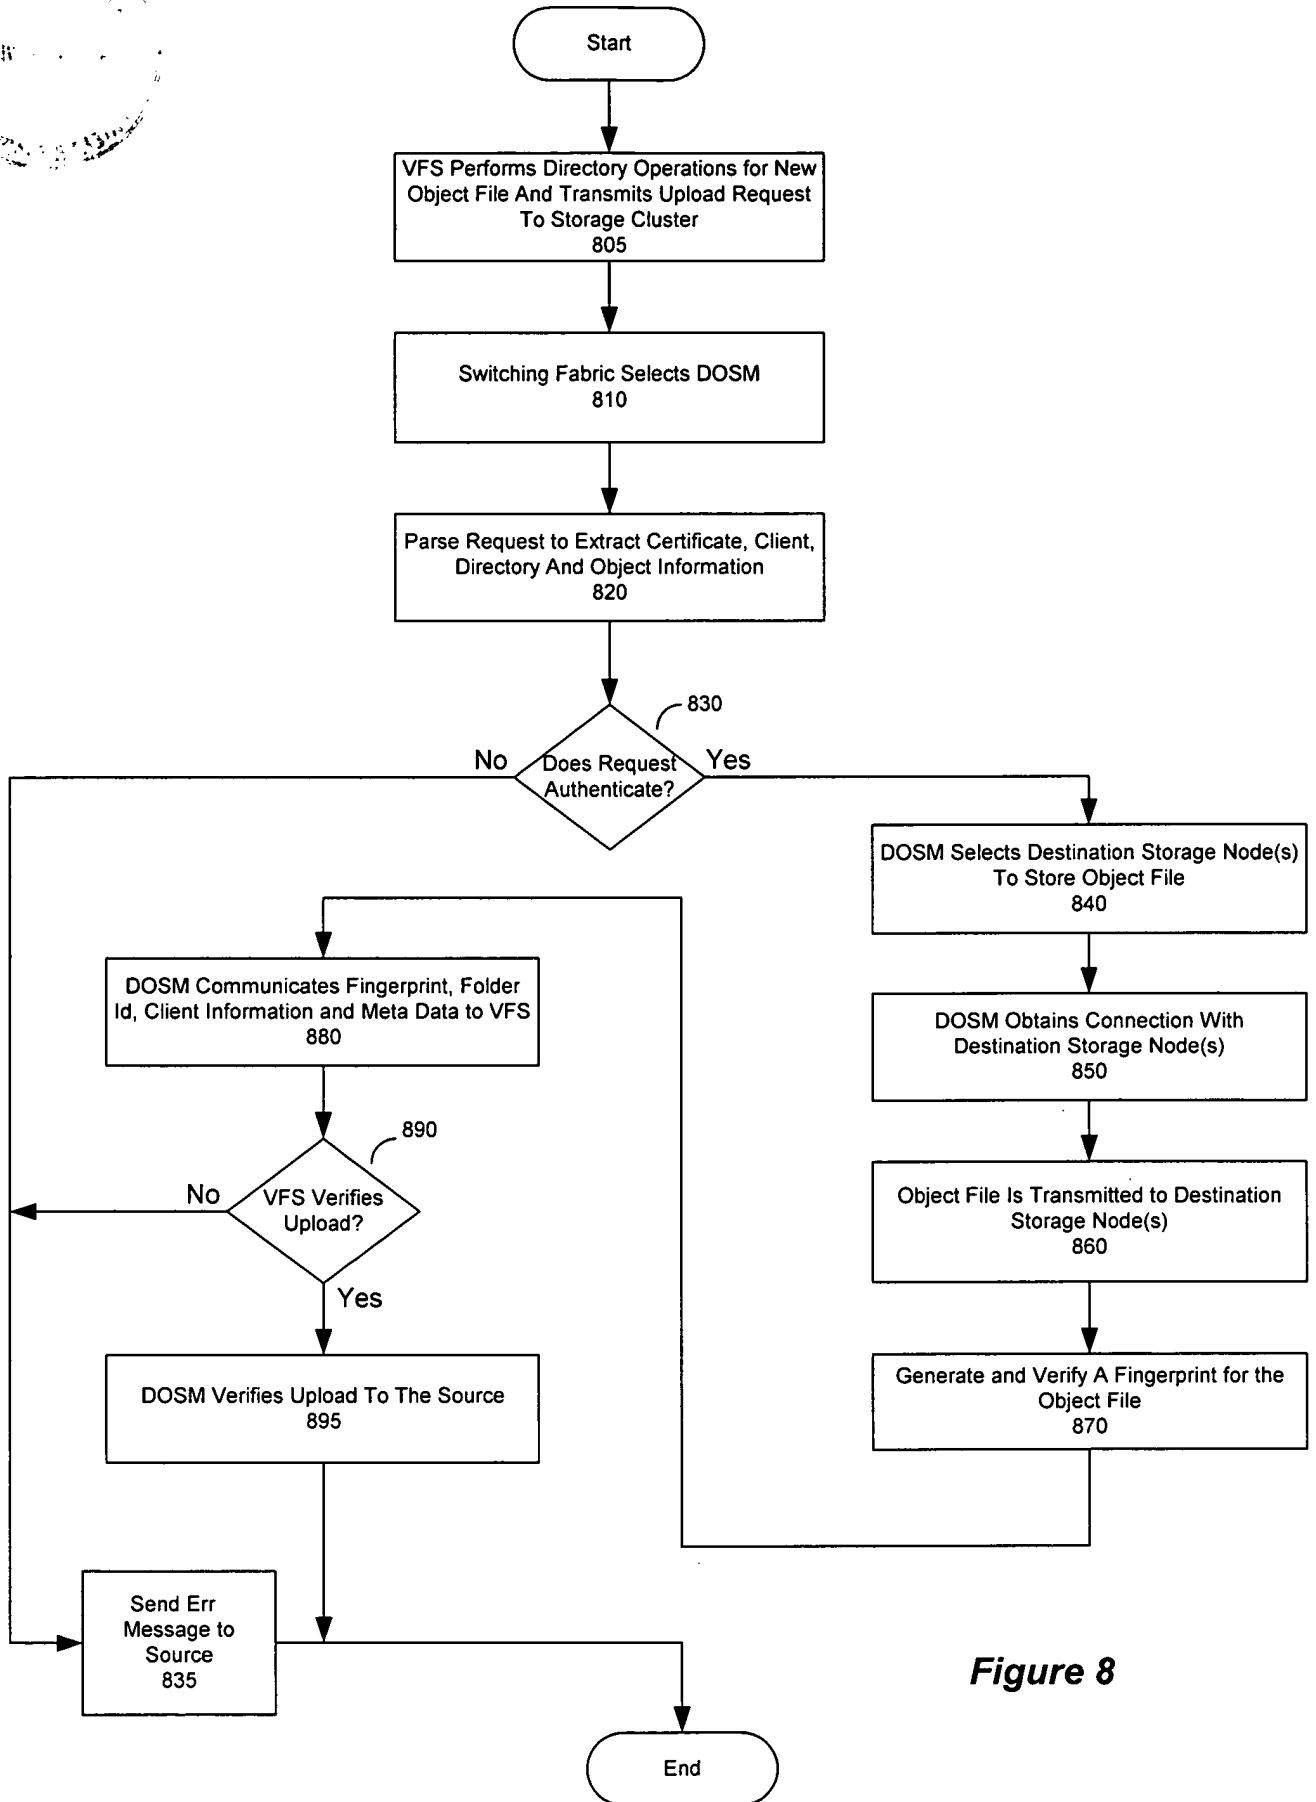 Start
VFS Performs Directory Operations for New
Object File And Transmits Upload Request
To Storage Cluster
805
Switching Fabric Selects DOSM
810
Parse Request to Extract Certificate, Client,
Directory And Object Information
820
830
No
Does Request
Authenticate?
Yes
DOSM Selects Destination Storage Node(s)
To Store Object File
840
DOSM Obtains Connection With
Destination Storage Node(s)
850
Object File Is Transmitted to Destination
Storage Node(s)
860
Generate and Verify A Fingerprint for the
Object File
870
DOSM Communicates Fingerprint, Folder
Id, Client Information and Meta Data to VFS
880
890
No
VFS Verifies
Upload?
Yes
DOSM Verifies Upload To The Source
895
Send Err
Message to
Source
835
Figure 8
End